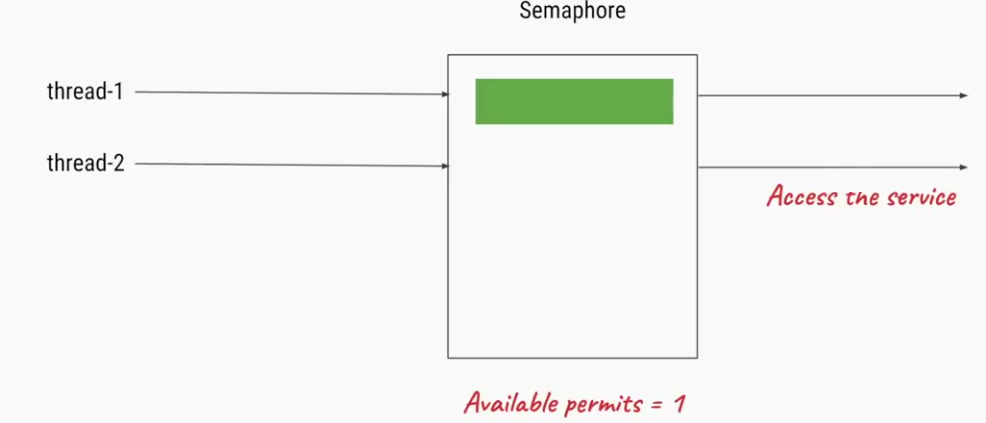 Semaphore
thread-1
thread-2
Access the service
Available permits = 1